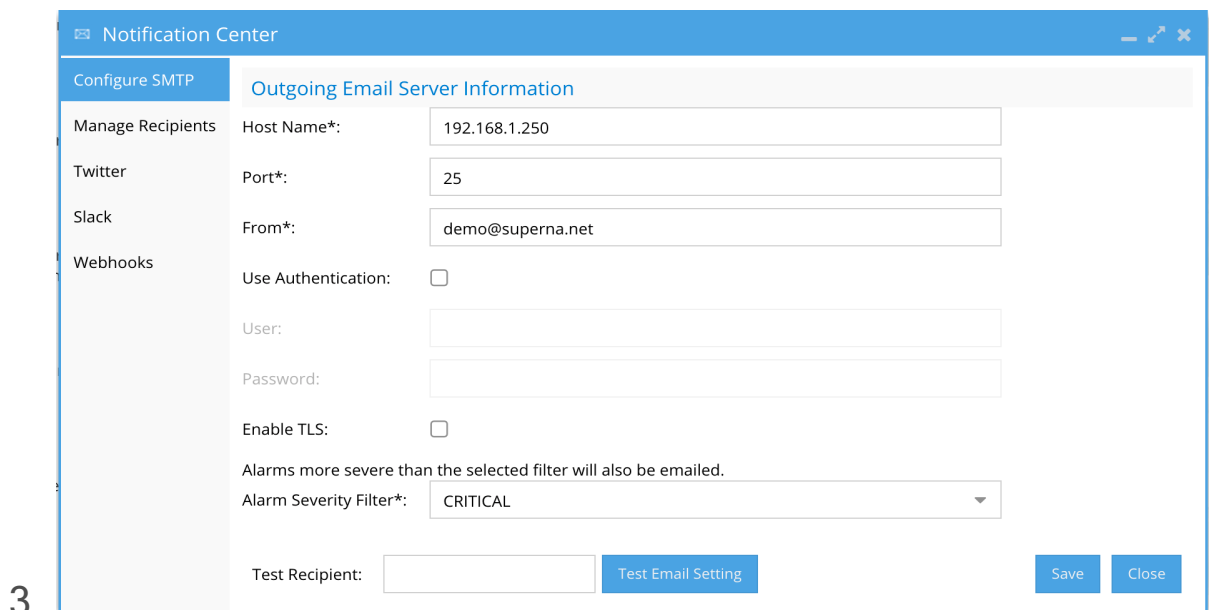 Notification Center
Configure SMTP
Manage Recipients
Twitter
Slack
Webhooks
Outgoing Email Server Information
Host Name*: 192.168.1.250
Port*: 25
From*: demo@superna.net
Use Authentication:
User:
Password:
Enable TLS:
Alarms more severe than the selected filter will also be emailed.
Alarm Severity Filter*: CRITICAL
Test Recipient: Test Email Setting Save Close
3